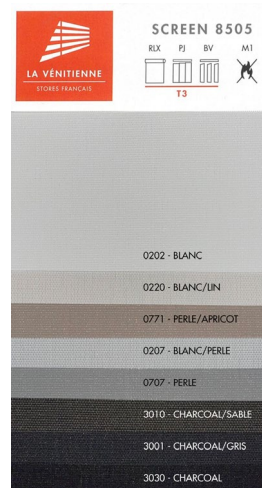 SCREEN 8505
RLX PJ BV M1
T3
LA VÉNITIENNE
STORES FRANÇAIS
0202 - BLANC
0220 - BLANC/LIN
0771 - PERLE/APRICOT
0207 - BLANC/PERLE
0707 - PERLE
3010 - CHARCOAL/SABLE
3001 - CHARCOAL/GRIS
3030 - CHARCOAL